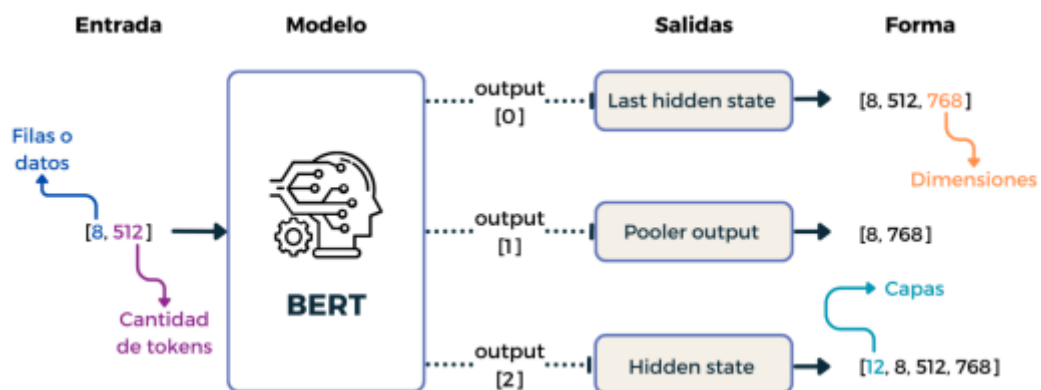 Entrada
Modelo
Salidas
Forma
Filas o
datos
[8, 512]
Cantidad
de tokens
BERT
output
[0]
Last hidden state
[8, 512, 768]
Dimensiones
output
[1]
Pooler output
[8, 768]
Capas
output
[2]
Hidden state
[12, 8, 512, 768]